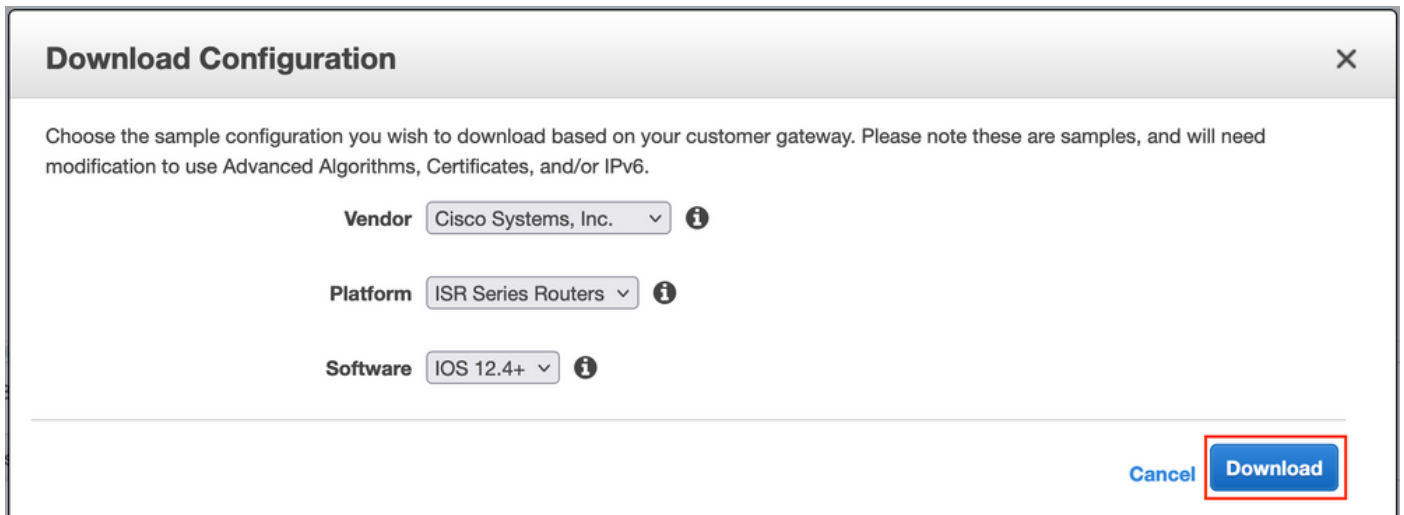 Download Configuration
Choose the sample configuration you wish to download based on your customer gateway. Please note these are samples, and will need
modification to use Advanced Algorithms, Certificates, and/or IPv6.
Vendor Cisco Systems, Inc.
Platform ISR Series Routers
Software IOS 12.4+
Cancel Download